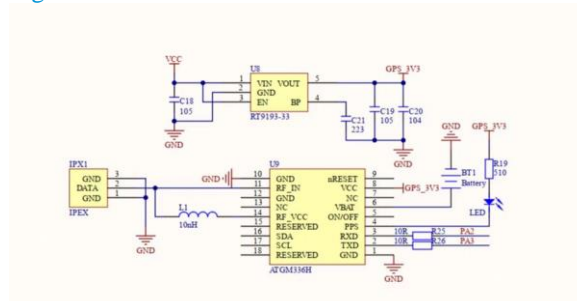 VCC
U8
GPS_3V3
1 VIN VOUT 5
2 GND
3 EN BP 4
RT9193-33
C18
105
GND
C21
223
C19
105
C20
104
GND
GND
GPS_3V3
IPX1
GND 3
DATA 2
GND 1
IPEX
GND
L1
10nH
U9
GND
10 GND nRESET 9
11 RF_IN VCC 8
GPS_3V3
12 GND NC 7
13 NC VBAT 6
14 RF_VCC ON/OFF 5
15 RESERVED PPS 4
16 SDA RXD 3
17 SCL TXD 2
18 RESERVED GND 1
ATGM336H
BT1
Battery
R19
510
LED
10R R25 PA2
10R R26 PA3
GND